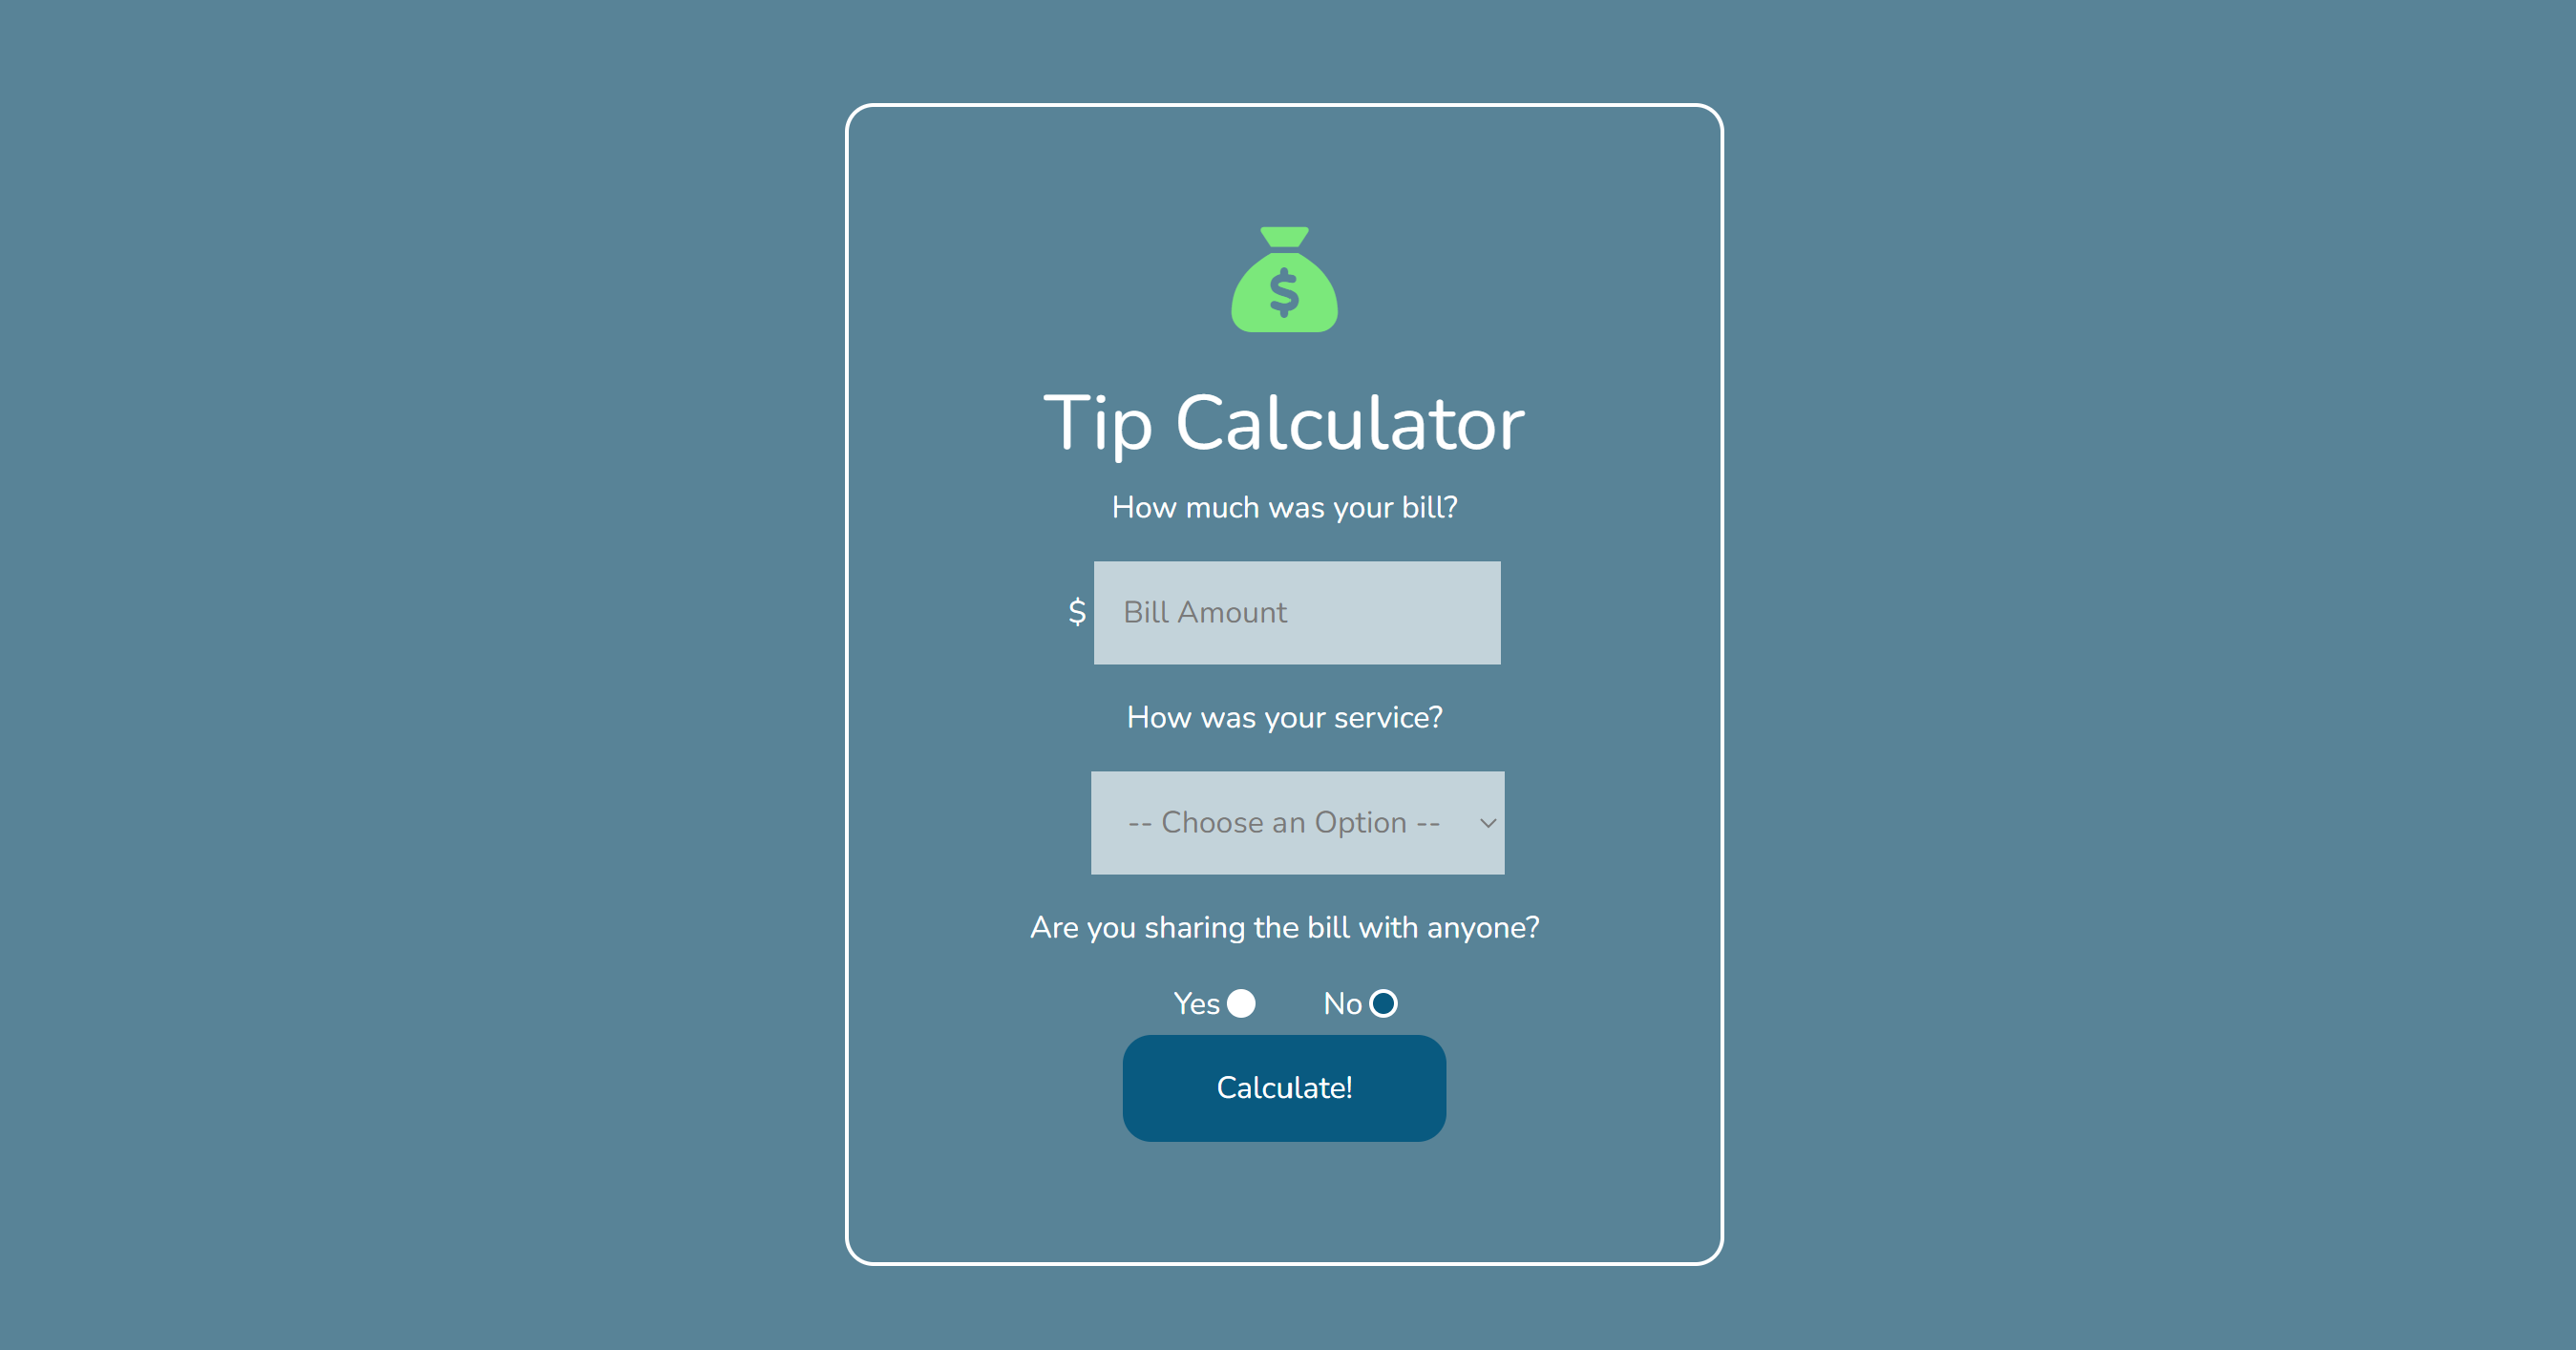 $
Tip Calculator
How much was your bill?
$ Bill Amount
How was your service?
-- Choose an Option --
Are you sharing the bill with anyone?
Yes No
Calculate!